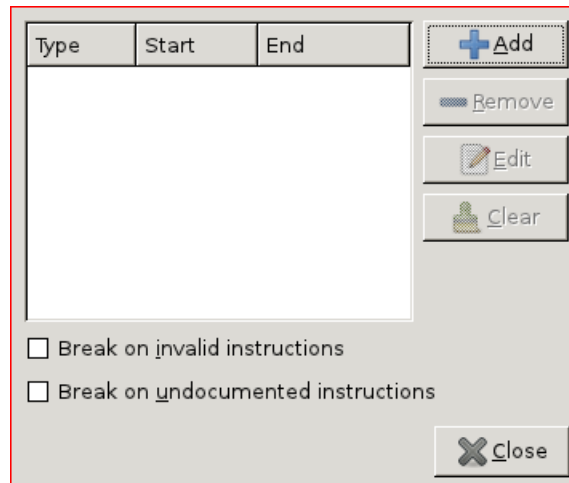 Type Start End
Add
Remove
Edit
Clear
Break on invalid instructions
Break on undocumented instructions
Close